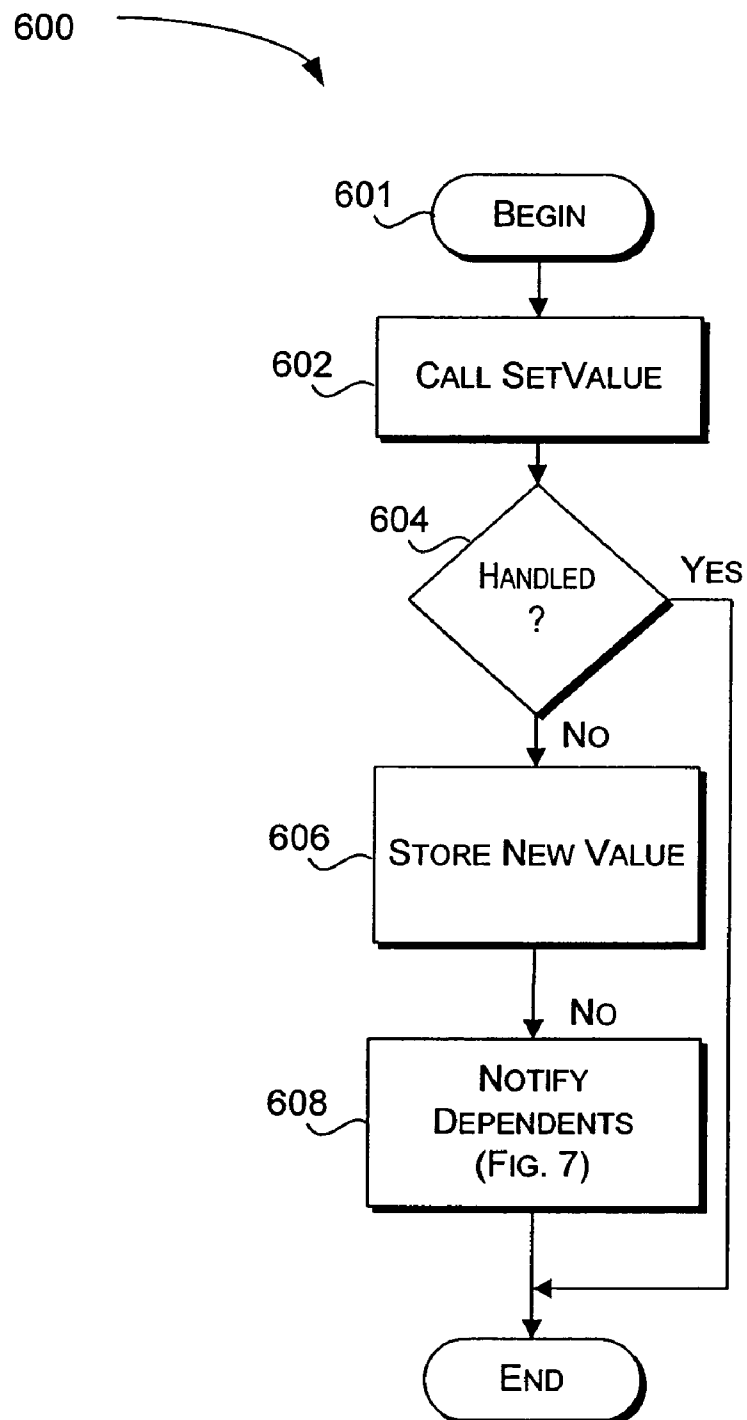 600
601
BEGIN
602
CALL SETVALUE
604
HANDLED
?
YES
NO
606
STORE NEW VALUE
NO
608
NOTIFY
DEPENDENTS
(FIG. 7)
END